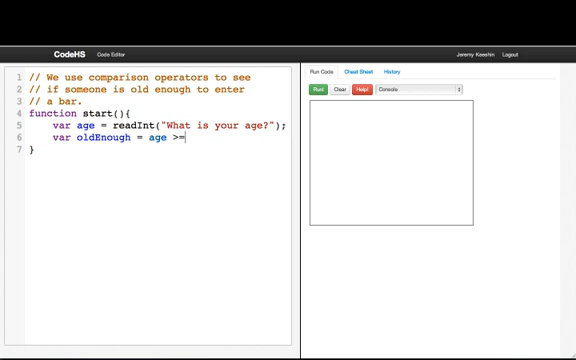 CodeHS Code Editor Jeremy Keeshin Logout
1 // We use comparison operators to see
2 // if someone is old enough to enter
3 // a bar.
4 function start(){
5 var age = readInt("What is your age?");
6 var oldEnough = age >=
7 }
Run Code Cheat Sheet History
Run! Clear Help! Console